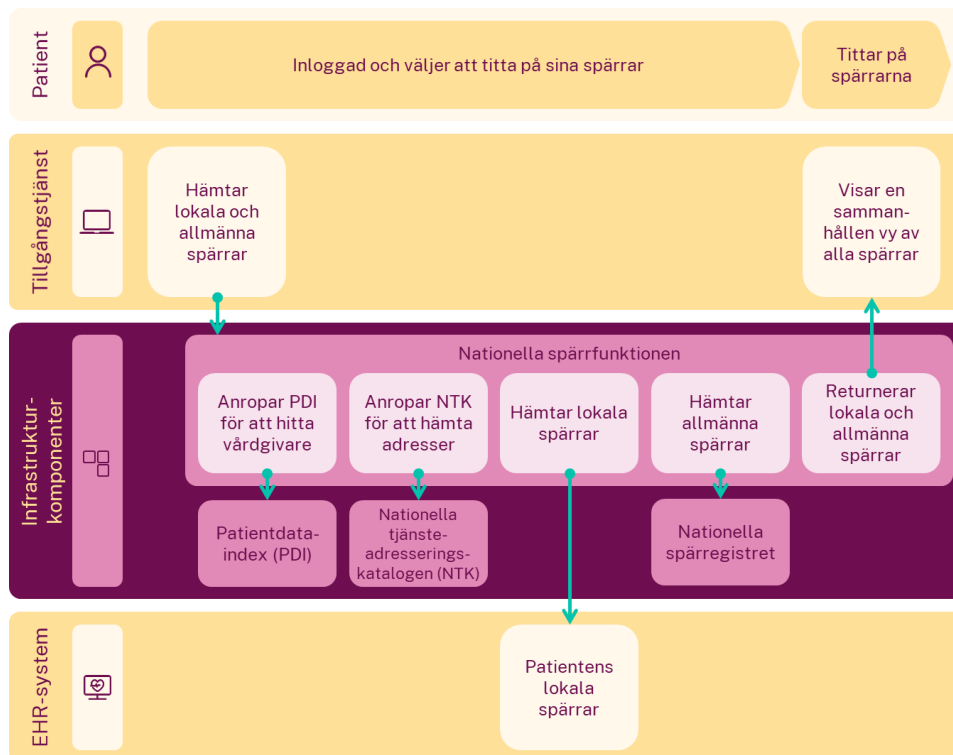 Patient
Inloggad och väljer att titta på sina spärrar
Tittar på
spärrarna
Tillgångstjänst
Hämtar
lokala och
allmänna
spärrar
Visar en
samman-
hållen vy av
alla spärrar
Infrastruktur-
komponenter
Nationella spärrfunktionen
Anropar PDI
för att hitta
vårdgivare
Anropar NTK
för att hämta
adresser
Hämtar lokala
spärrar
Hämtar
allmänna
spärrar
Returnerar
lokala och
allmänna
spärrar
Patientdata-
index (PDI)
Nationella
tjänste-
adresserings-
katalogen (NTK)
Nationella
spärregistret
EHR-system
Patientens
lokala
spärrar